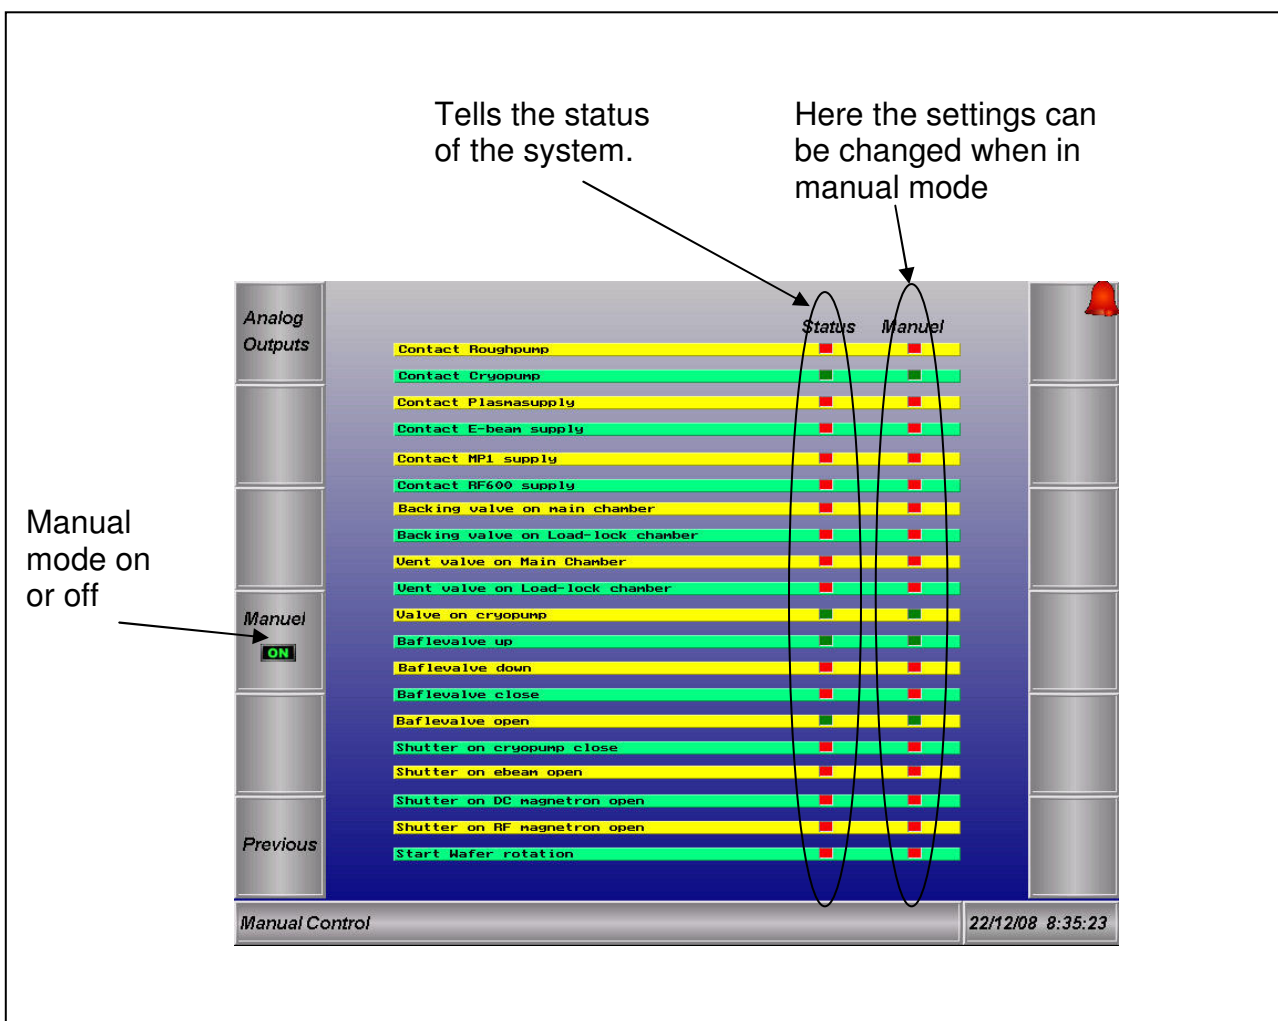 Tells the status
of the system.
Here the settings can
be changed when in
manual mode
Manual
mode on
or off
Analog
Outputs
Manuel
ON
Previous
Status Manuel
Contact Roughpump
Contact Cryopump
Contact Plasmasupply
Contact E-beam supply
Contact MP1 supply
Contact RF600 supply
Backing valve on main chamber
Backing valve on Load-lock chamber
Vent valve on Main Chamber
Vent valve on Load-lock chamber
Valve on cryopump
Baflevalve up
Baflevalve down
Baflevalve close
Baflevalve open
Shutter on cryopump close
Shutter on ebeam open
Shutter on DC magnetron open
Shutter on RF magnetron open
Start Wafer rotation
Manual Control
22/12/08 8:35:23